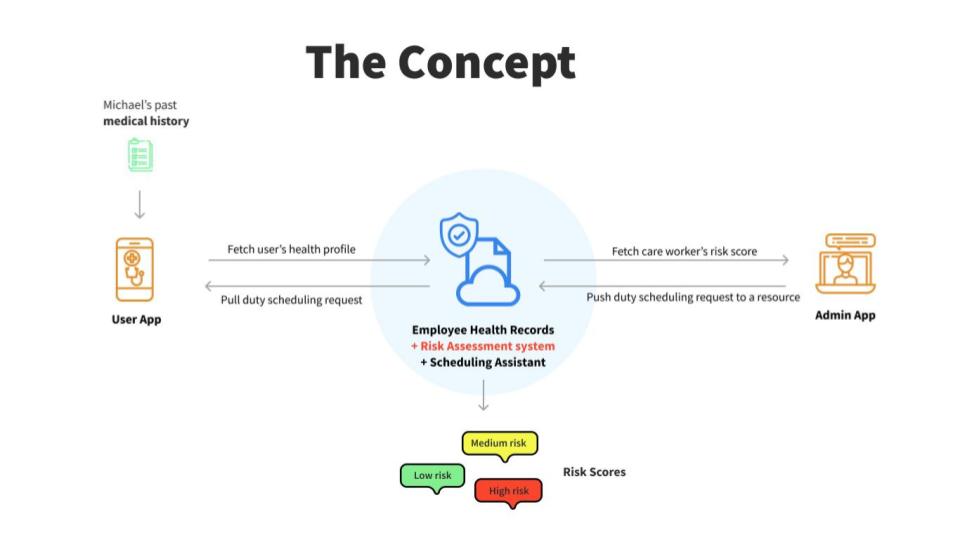 The Concept
Michael's past
medical history
Fetch user's health profile
Fetch care worker's risk score
Pull duty scheduling request
Push duty scheduling request to a resource
User App
Admin App
Employee Health Records
+ Risk Assessment system
+ Scheduling Assistant
Medium risk
Low risk
Risk Scores
High risk